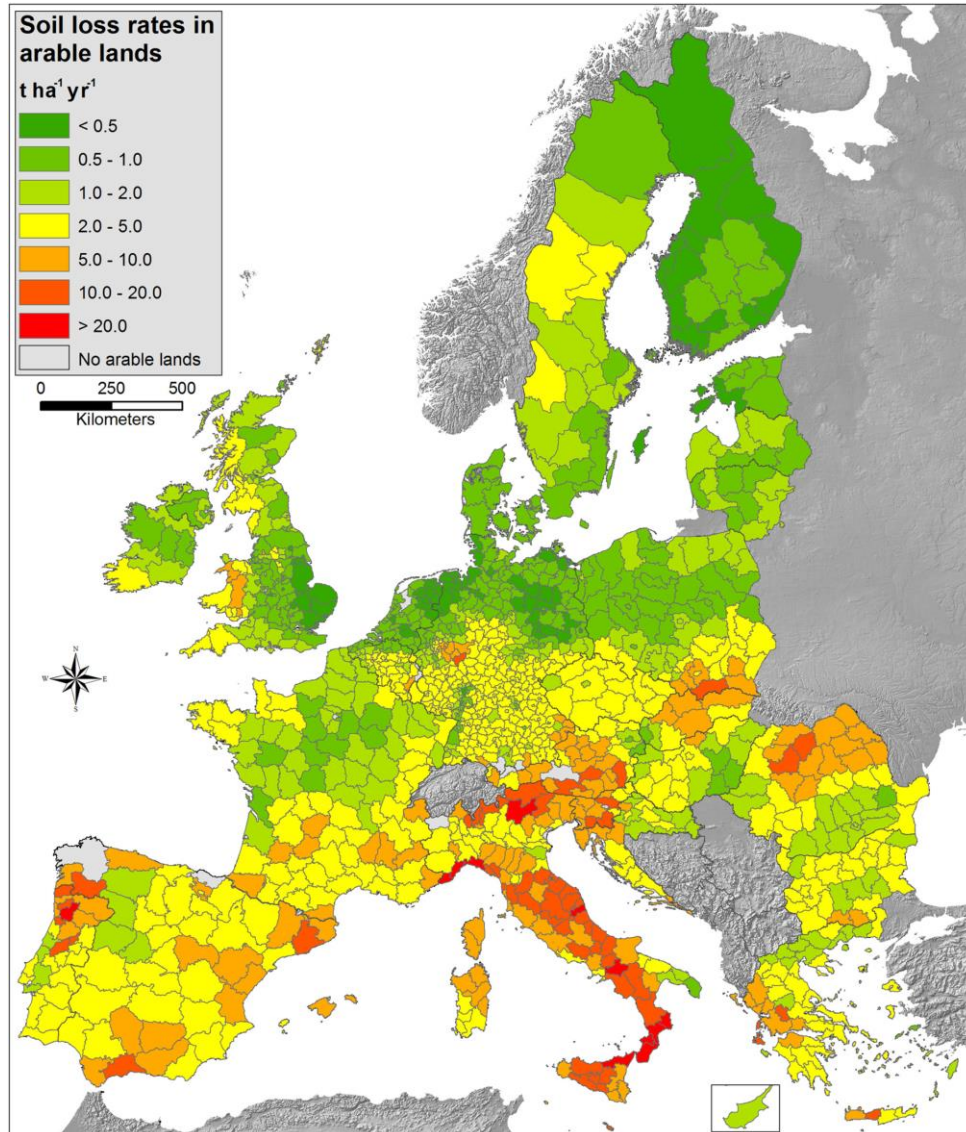 Soil loss rates in
arable lands
t ha⁻¹ yr⁻¹
< 0.5
0.5 - 1.0
1.0 - 2.0
2.0 - 5.0
5.0 - 10.0
10.0 - 20.0
> 20.0
No arable lands
0 250 500
Kilometers
N
W E
S